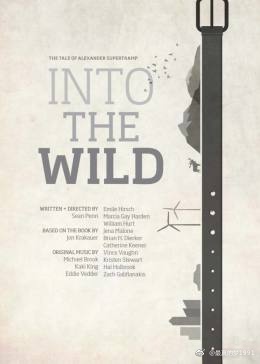 THE TALE OF ALEXANDER SUPERTRAMP
INTO
THE
WILD
WRITTEN + DIRECTED BY
Sean Penn
BASED ON THE BOOK BY
Jon Krakauer
ORIGINAL MUSIC BY
Michael Brook
Kaki King
Eddie Vedder
Emile Hirsch
Marcia Gay Harden
William Hurt
Jena Malone
Brian H. Dierker
Catherine Keener
Vince Vaughn
Kristen Stewart
Hal Holbrook
Zach Galifianakis